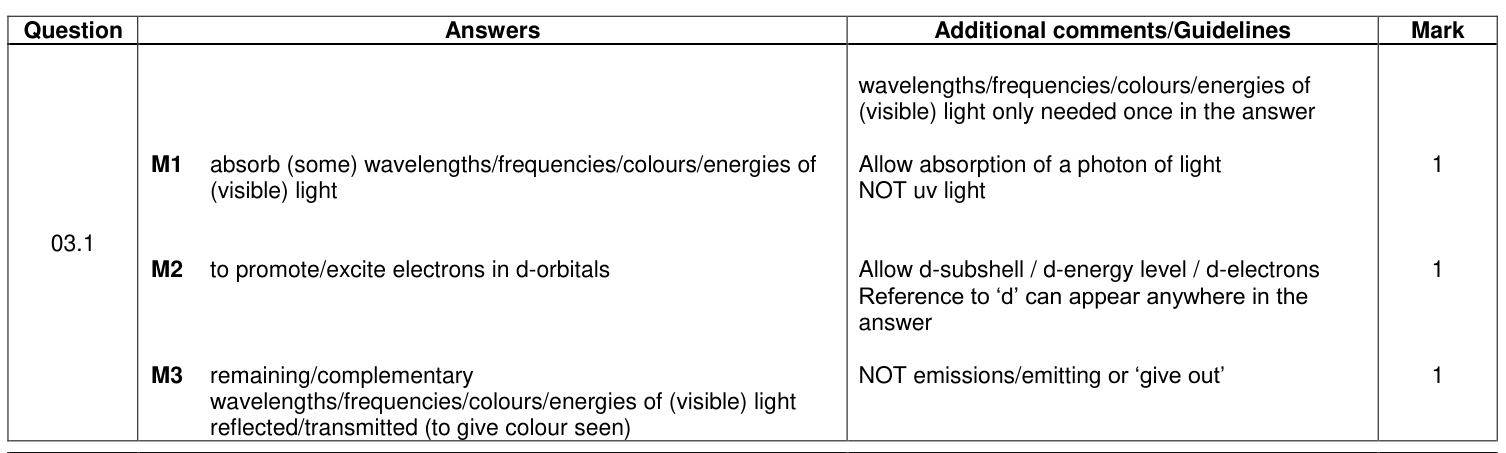 Question Answers Additional comments/Guidelines Mark
wavelengths/frequencies/colours/energies of
(visible) light only needed once in the answer
M1 absorb (some) wavelengths/frequencies/colours/energies of Allow absorption of a photon of light 1
(visible) light NOT uv light
03.1
M2 to promote/excite electrons in d-orbitals Allow d-subshell / d-energy level / d-electrons 1
Reference to ‘d’ can appear anywhere in the
answer
M3 remaining/complementary NOT emissions/emitting or ‘give out’ 1
wavelengths/frequencies/colours/energies of (visible) light
reflected/transmitted (to give colour seen)